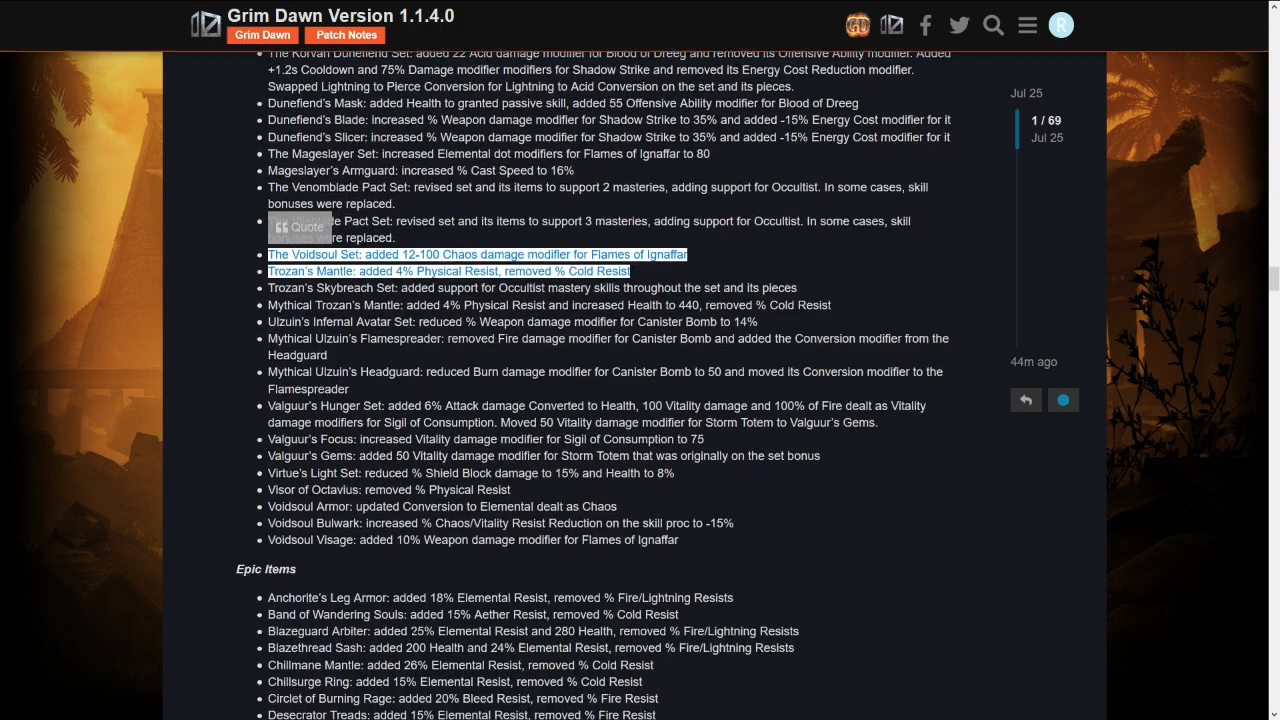 Grim Dawn Version 1.1.4.0
Grim Dawn Patch Notes
R
The Korvan Dunefiend Set: added 22 Acid damage modifier for Blood of Dreeg and removed its Offensive Ability modifier. Added
+1.2s Cooldown and 75% Damage modifier modifiers for Shadow Strike and removed its Energy Cost Reduction modifier.
Swapped Lightning to Pierce Conversion for Lightning to Acid Conversion on the set and its pieces.
Dunefiend's Mask: added Health to granted passive skill, added 55 Offensive Ability modifier for Blood of Dreeg
Dunefiend's Blade: increased % Weapon damage modifier for Shadow Strike to 35% and added -15% Energy Cost modifier for it
Dunefiend's Slicer: increased % Weapon damage modifier for Shadow Strike to 35% and added -15% Energy Cost modifier for it
The Mageslayer Set: increased Elemental dot modifiers for Flames of Ignaffar to 80
Mageslayer's Armguard: increased % Cast Speed to 16%
The Venomblade Pact Set: revised set and its items to support 2 masteries, adding support for Occultist. In some cases, skill
bonuses were replaced.
Pact Set: revised set and its items to support 3 masteries, adding support for Occultist. In some cases, skill
Quote
bonuses were replaced.
The Voidsoul Set: added 12-100 Chaos damage modifier for Flames of Ignaffar
Trozan's Mantle: added 4% Physical Resist, removed % Cold Resist
Trozan's Skybreach Set: added support for Occultist mastery skills throughout the set and its pieces
Mythical Trozan's Mantle: added 4% Physical Resist and increased Health to 440, removed % Cold Resist
Ulzuin's Infernal Avatar Set: reduced % Weapon damage modifier for Canister Bomb to 14%
Mythical Ulzuin's Flamespreader: removed Fire damage modifier for Canister Bomb and added the Conversion modifier from the
Headguard
Mythical Ulzuin's Headguard: reduced Burn damage modifier for Canister Bomb to 50 and moved its Conversion modifier to the
Flamespreader
Valguur's Hunger Set: added 6% Attack damage Converted to Health, 100 Vitality damage and 100% of Fire dealt as Vitality
damage modifiers for Sigil of Consumption. Moved 50 Vitality damage modifier for Storm Totem to Valguur's Gems.
Valguur's Focus: increased Vitality damage modifier for Sigil of Consumption to 75
Valguur's Gems: added 50 Vitality damage modifier for Storm Totem that was originally on the set bonus
Virtue's Light Set: reduced % Shield Block damage to 15% and Health to 8%
Visor of Octavius: removed % Physical Resist
Voidsoul Armor: updated Conversion to Elemental dealt as Chaos
Voidsoul Bulwark: increased % Chaos/Vitality Resist Reduction on the skill proc to -15%
Voidsoul Visage: added 10% Weapon damage modifier for Flames of Ignaffar
Epic Items
Anchorite's Leg Armor: added 18% Elemental Resist, removed % Fire/Lightning Resists
Band of Wandering Souls: added 15% Aether Resist, removed % Cold Resist
Blazeguard Arbiter: added 25% Elemental Resist and 280 Health, removed % Fire/Lightning Resists
Blazethread Sash: added 200 Health and 24% Elemental Resist, removed % Fire/Lightning Resists
Chillmane Mantle: added 26% Elemental Resist, removed % Cold Resist
Chillsurge Ring: added 15% Elemental Resist, removed % Cold Resist
Circlet of Burning Rage: added 20% Bleed Resist, removed % Fire Resist
Desecrator Treads: added 15% Elemental Resist, removed % Fire Resist
Jul 25
1 / 69
Jul 25
44m ago